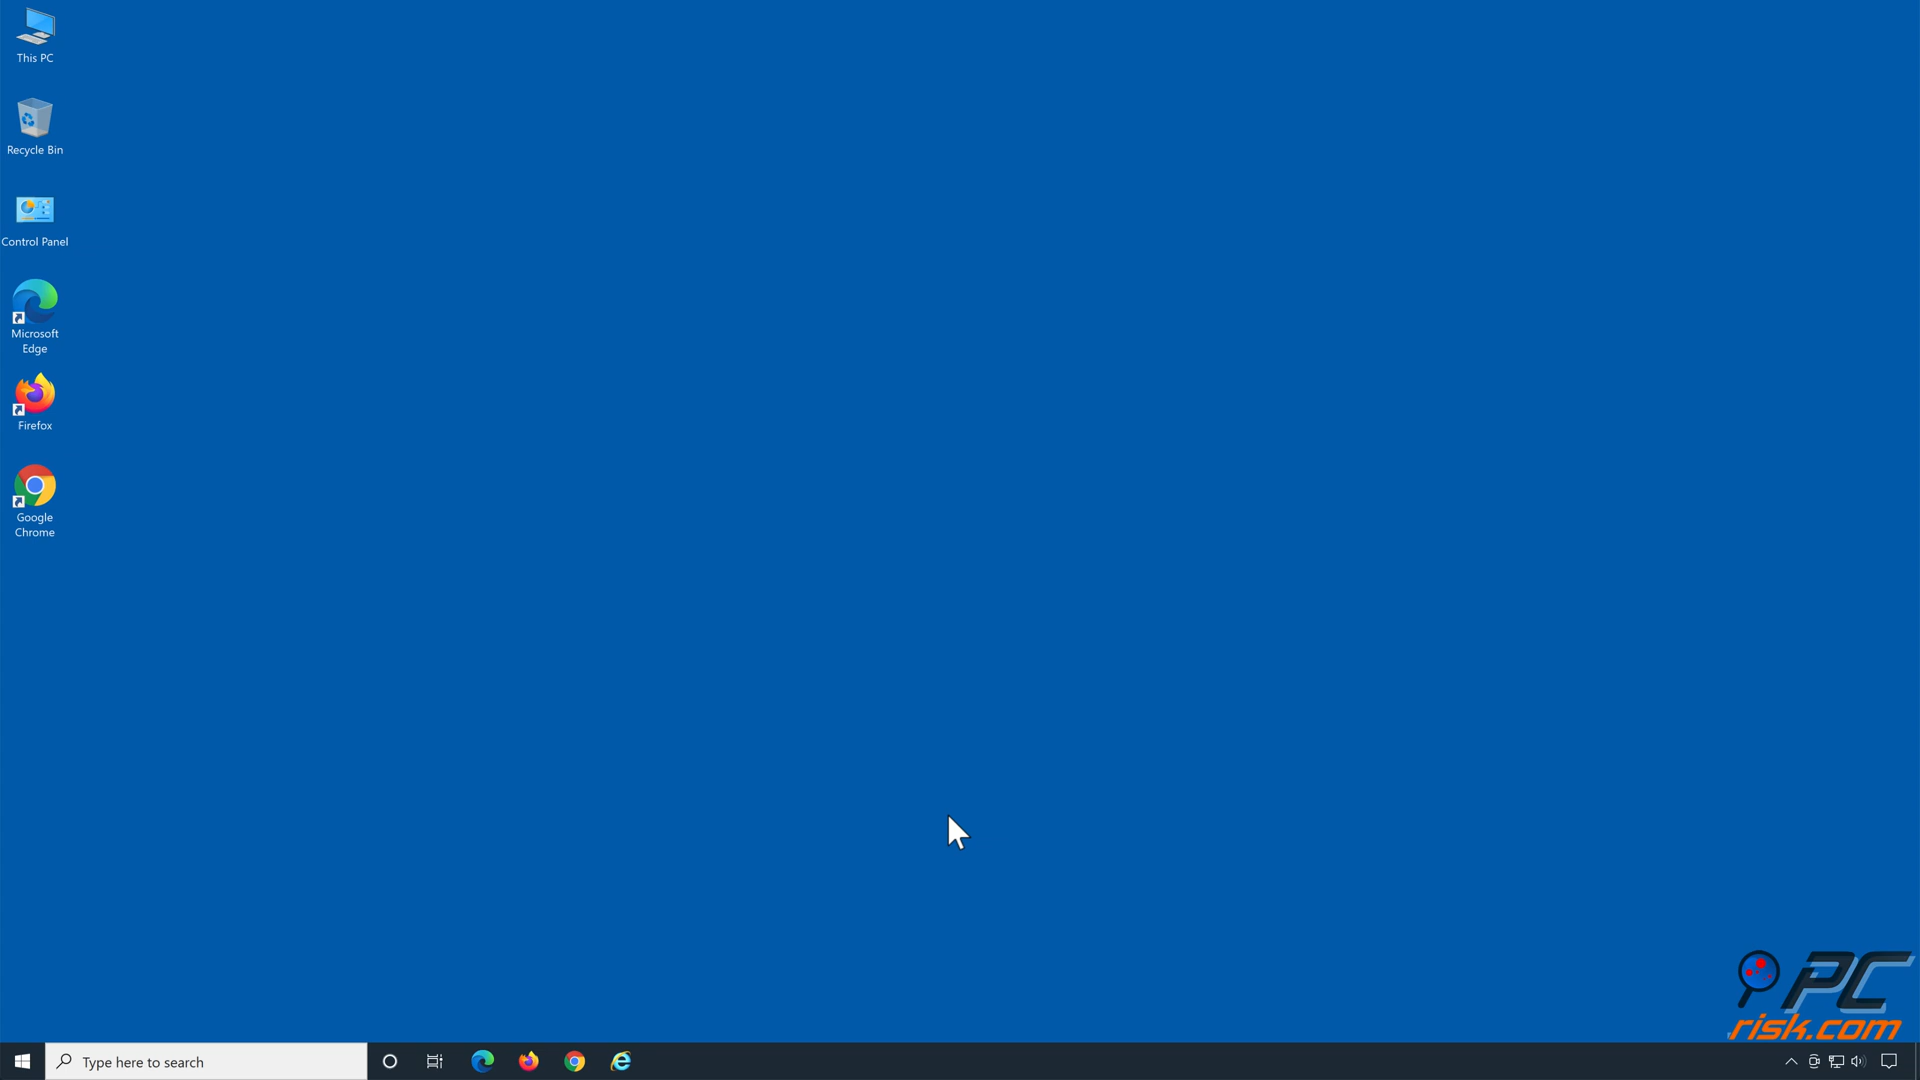 This PC
Recycle Bin
Control Panel
Microsoft
Edge
Firefox
Google
Chrome
PC
risk.com
Type here to search